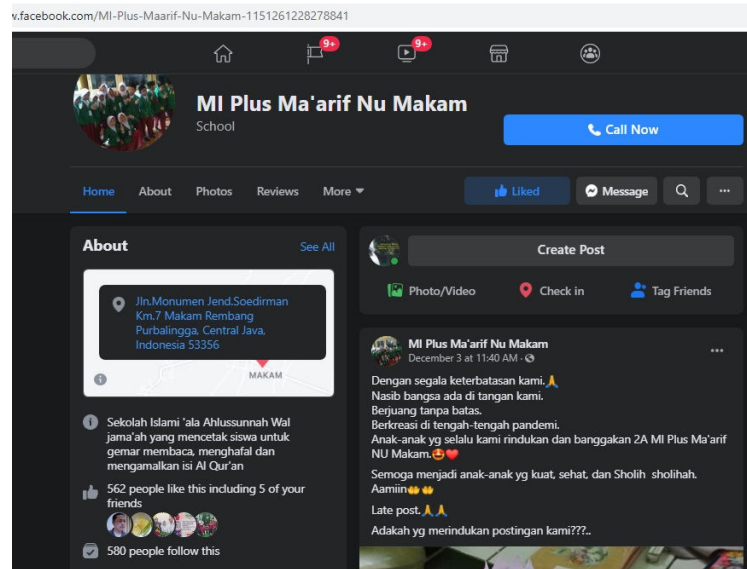 w.facebook.com/MI-Plus-Maarif-Nu-Makam-1151261228278841
9+
9+
MI Plus Ma'arif Nu Makam
School
Call Now
Home About Photos Reviews More
Liked
Message
About
See All
Jln.Monumen Jend.Soedirman
Km.7 Makam Rembang
Purbalingga, Central Java,
Indonesia 53356
MAKAM
Sekolah Islami 'ala Ahlussunnah Wal
jama'ah yang mencetak siswa untuk
gemar membaca, menghafal dan
mengamalkan isi Al Qur'an
562 people like this including 5 of your
friends
580 people follow this
Create Post
Photo/Video
Check in
Tag Friends
MI Plus Ma'arif Nu Makam
December 3 at 11:40 AM ·
Dengan segala keterbatasan kami.🙏
Nasib bangsa ada di tangan kami.
Berjuang tanpa batas.
Berkreasi di tengah-tengah pandemi.
Anak-anak yg selalu kami rindukan dan banggakan 2A MI Plus Ma'arif
NU Makam.🤩❤️
Semoga menjadi anak-anak yg kuat, sehat, dan Sholih sholihah.
Aamiin🤲🤲
Late post.🙏🙏
Adakah yg merindukan postingan kami???..